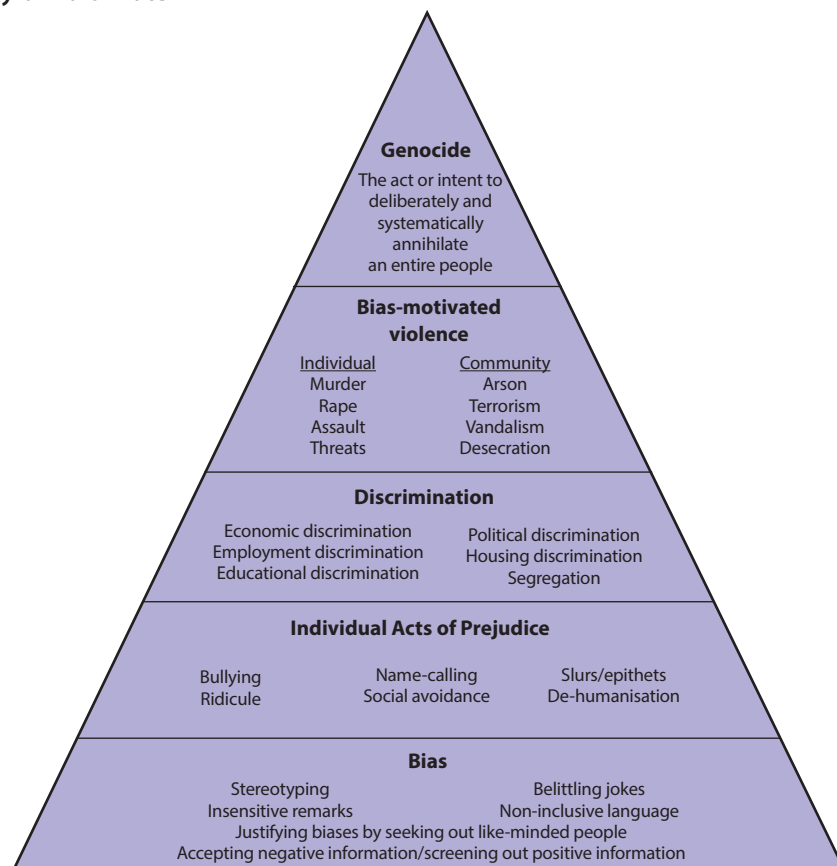 Genocide
The act or intent to
deliberately and
systematically
annihilate
an entire people
Bias-motivated
violence
Individual
Murder
Rape
Assault
Threats
Community
Arson
Terrorism
Vandalism
Desecration
Discrimination
Economic discrimination
Employment discrimination
Educational discrimination
Political discrimination
Housing discrimination
Segregation
Individual Acts of Prejudice
Bullying
Ridicule
Name-calling
Social avoidance
Slurs/epithets
De-humanisation
Bias
Stereotyping
Belittling jokes
Insensitive remarks
Non-inclusive language
Justifying biases by seeking out like-minded people
Accepting negative information/screening out positive information